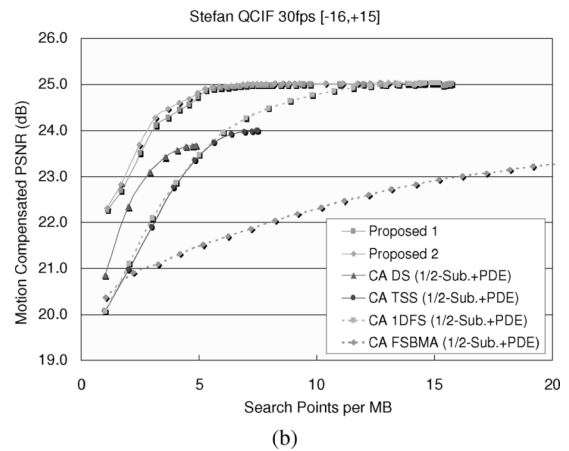 Stefan QCIF 30fps [-16,+15]
Motion Compensated PSNR (dB)
26.0
25.0
24.0
23.0
22.0
21.0
20.0
19.0
Proposed 1
Proposed 2
CA DS (1/2-Sub.+PDE)
CA TSS (1/2-Sub.+PDE)
CA 1DFS (1/2-Sub.+PDE)
CA FSBMA (1/2-Sub.+PDE)
0 5 10 15 20
Search Points per MB
(b)